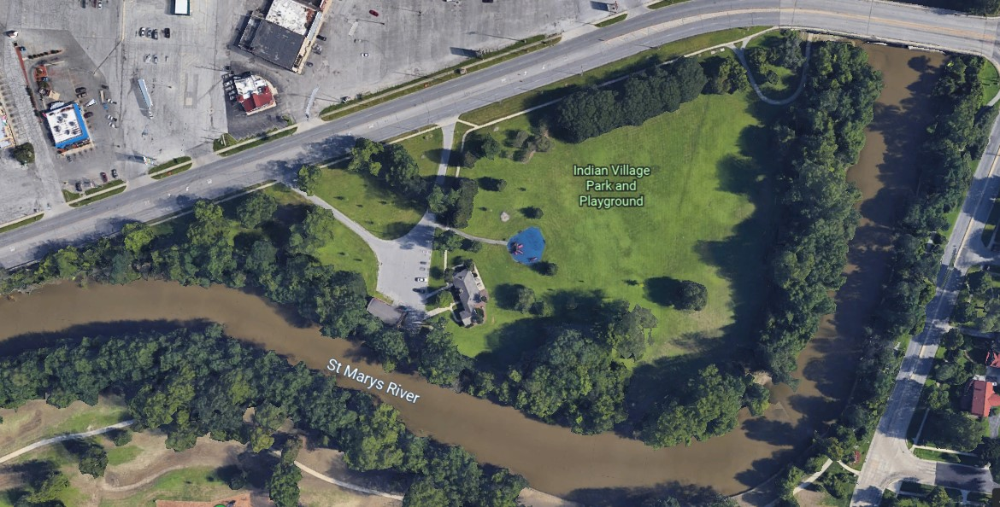 Indian Village
Park and
Playground
St Marys River